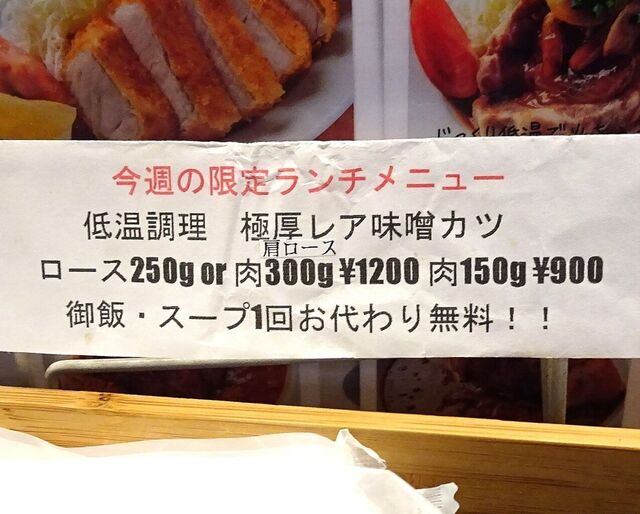 今週の限定ランチメニュー
低温調理　極厚レア味噌カツ
肩ロース
ロース250g or 肉300g ¥1200 肉150g ¥900
御飯・スープ1回お代わり無料！！